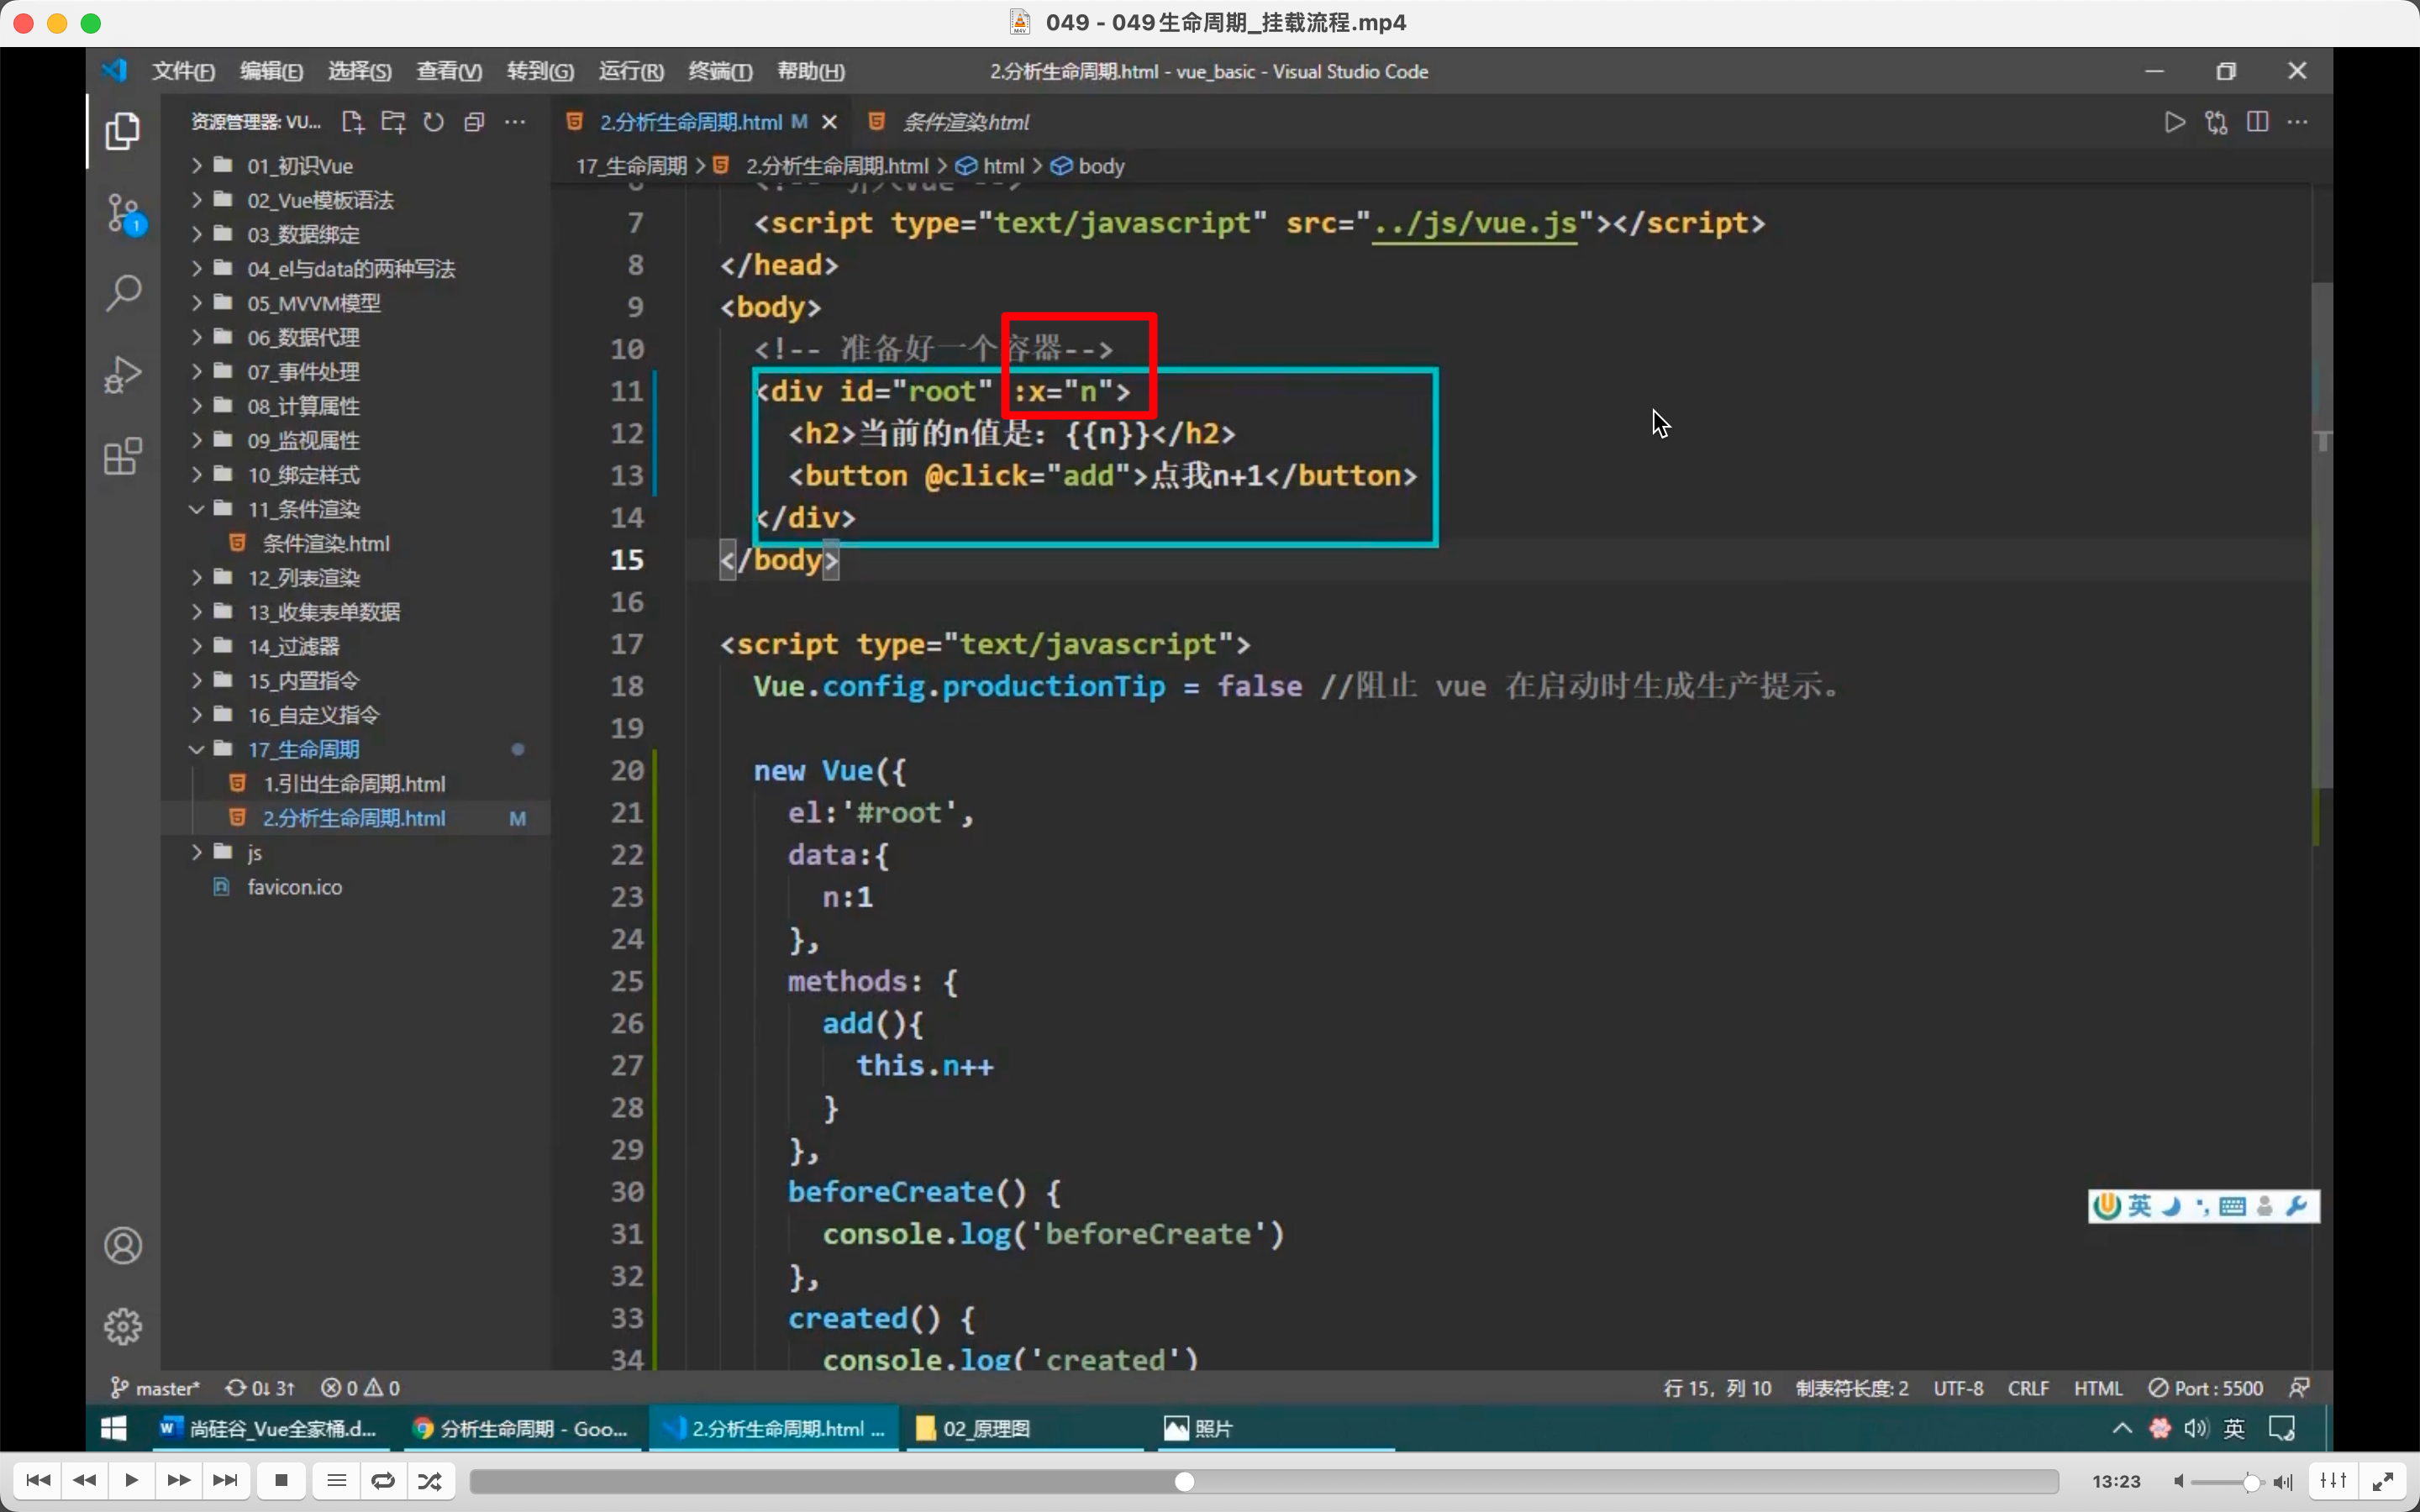 049 - 049生命周期_挂载流程.mp4
文件(F) 编辑(E) 选择(S) 查看(V) 转到(G) 运行(R) 终端(T) 帮助(H)
2.分析生命周期.html - vue_basic - Visual Studio Code
资源管理器: VU...
1
01_初识Vue
02_Vue模板语法
03_数据绑定
04_el与data的两种写法
05_MVVM模型
06_数据代理
07_事件处理
08_计算属性
09_监视属性
10_绑定样式
11_条件渲染
条件渲染.html
12_列表渲染
13_收集表单数据
14_过滤器
15_内置指令
16_自定义指令
17_生命周期
1.引出生命周期.html
2.分析生命周期.html M
js
favicon.ico
2.分析生命周期.html M 条件渲染.html
17_生命周期 > 2.分析生命周期.html > html > body
7 <script type="text/javascript" src="../js/vue.js"></script>
8 </head>
9 <body>
10 <!-- 准备好一个容器-->
11 <div id="root" :x="n">
12 <h2>当前的n值是：{{n}}</h2>
13 <button @click="add">点我n+1</button>
14 </div>
15 </body>
16
17 <script type="text/javascript">
18 Vue.config.productionTip = false //阻止 vue 在启动时生成生产提示。
19
20 new Vue({
21 el:'#root',
22 data:{
23 n:1
24 },
25 methods: {
26 add(){
27 this.n++
28 }
29 },
30 beforeCreate() {
31 console.log('beforeCreate')
32 },
33 created() {
34 console.log('created')
英
master* 0↓ 3↑ 0 0
行 15，列 10 制表符长度: 2 UTF-8 CRLF HTML Port : 5500
尚硅谷_Vue全家桶.d... 分析生命周期 - Goo... 2.分析生命周期.html ... 02_原理图 照片 英
13:23